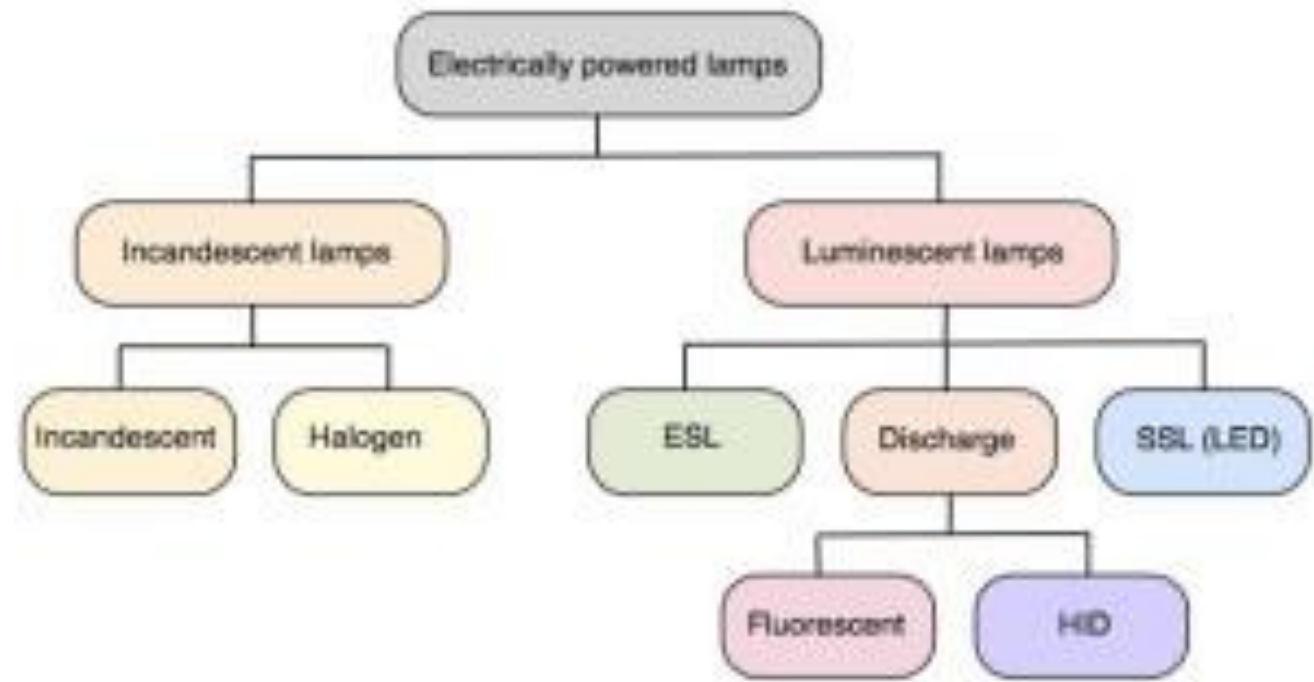 Electrically powered lamps
Incandescent lamps
Luminescent lamps
Incandescent
Halogen
ESL
Discharge
SSL (LED)
Fluorescent
HID